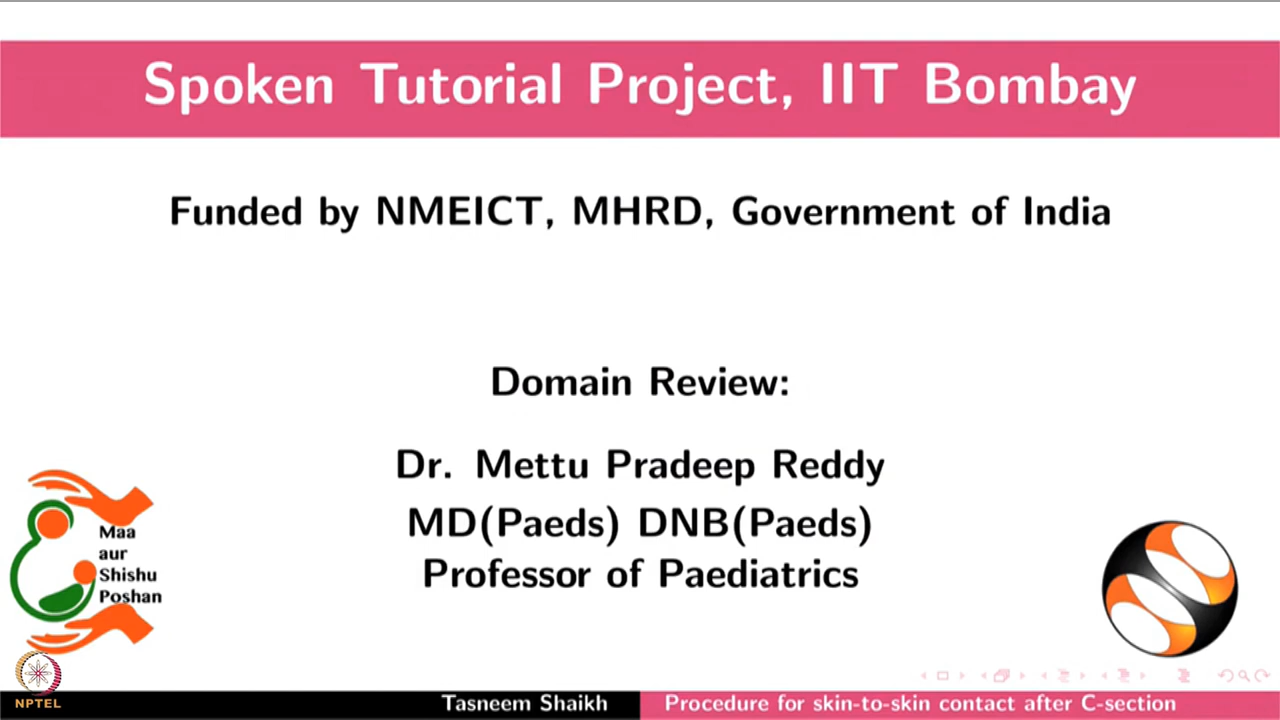 Spoken Tutorial Project, IIT Bombay
Funded by NMEICT, MHRD, Government of India
Domain Review:
Dr. Mettu Pradeep Reddy
MD(Paeds) DNB(Paeds)
Professor of Paediatrics
Maa
aur
Shishu
Poshan
NPTEL
Tasneem Shaikh
Procedure for skin-to-skin contact after C-section